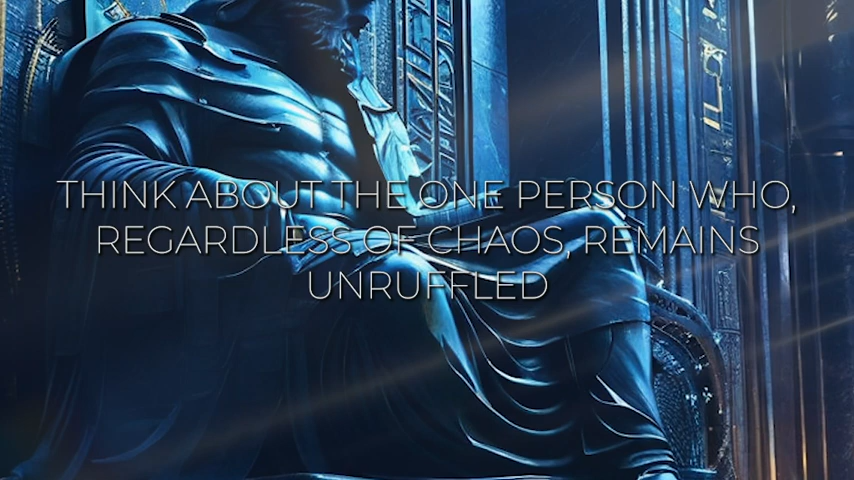 THINK ABOUT THE ONE PERSON WHO,
REGARDLESS OF CHAOS, REMAINS
UNRUFFLED